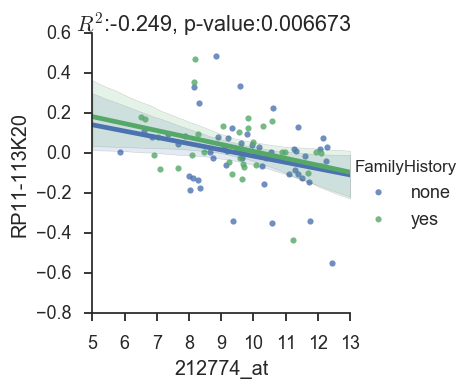 R²:-0.249, p-value:0.006673
0.6
0.4
0.2
0.0
−0.2
−0.4
−0.6
−0.8
RP11-113K20
5 6 7 8 9 10 11 12 13
212774_at
FamilyHistory
none
yes